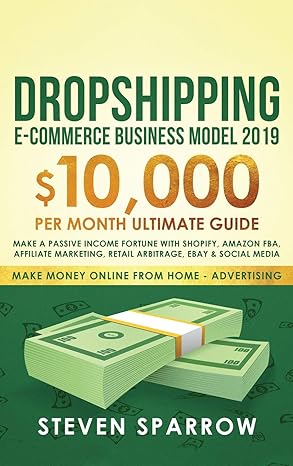 DROPSHIPPING
E-COMMERCE BUSINESS MODEL 2019
$10,000
PER MONTH ULTIMATE GUIDE
MAKE A PASSIVE INCOME FORTUNE WITH SHOPIFY, AMAZON FBA,
AFFILIATE MARKETING, RETAIL ARBITRAGE, EBAY & SOCIAL MEDIA
MAKE MONEY ONLINE FROM HOME - ADVERTISING
STEVEN SPARROW